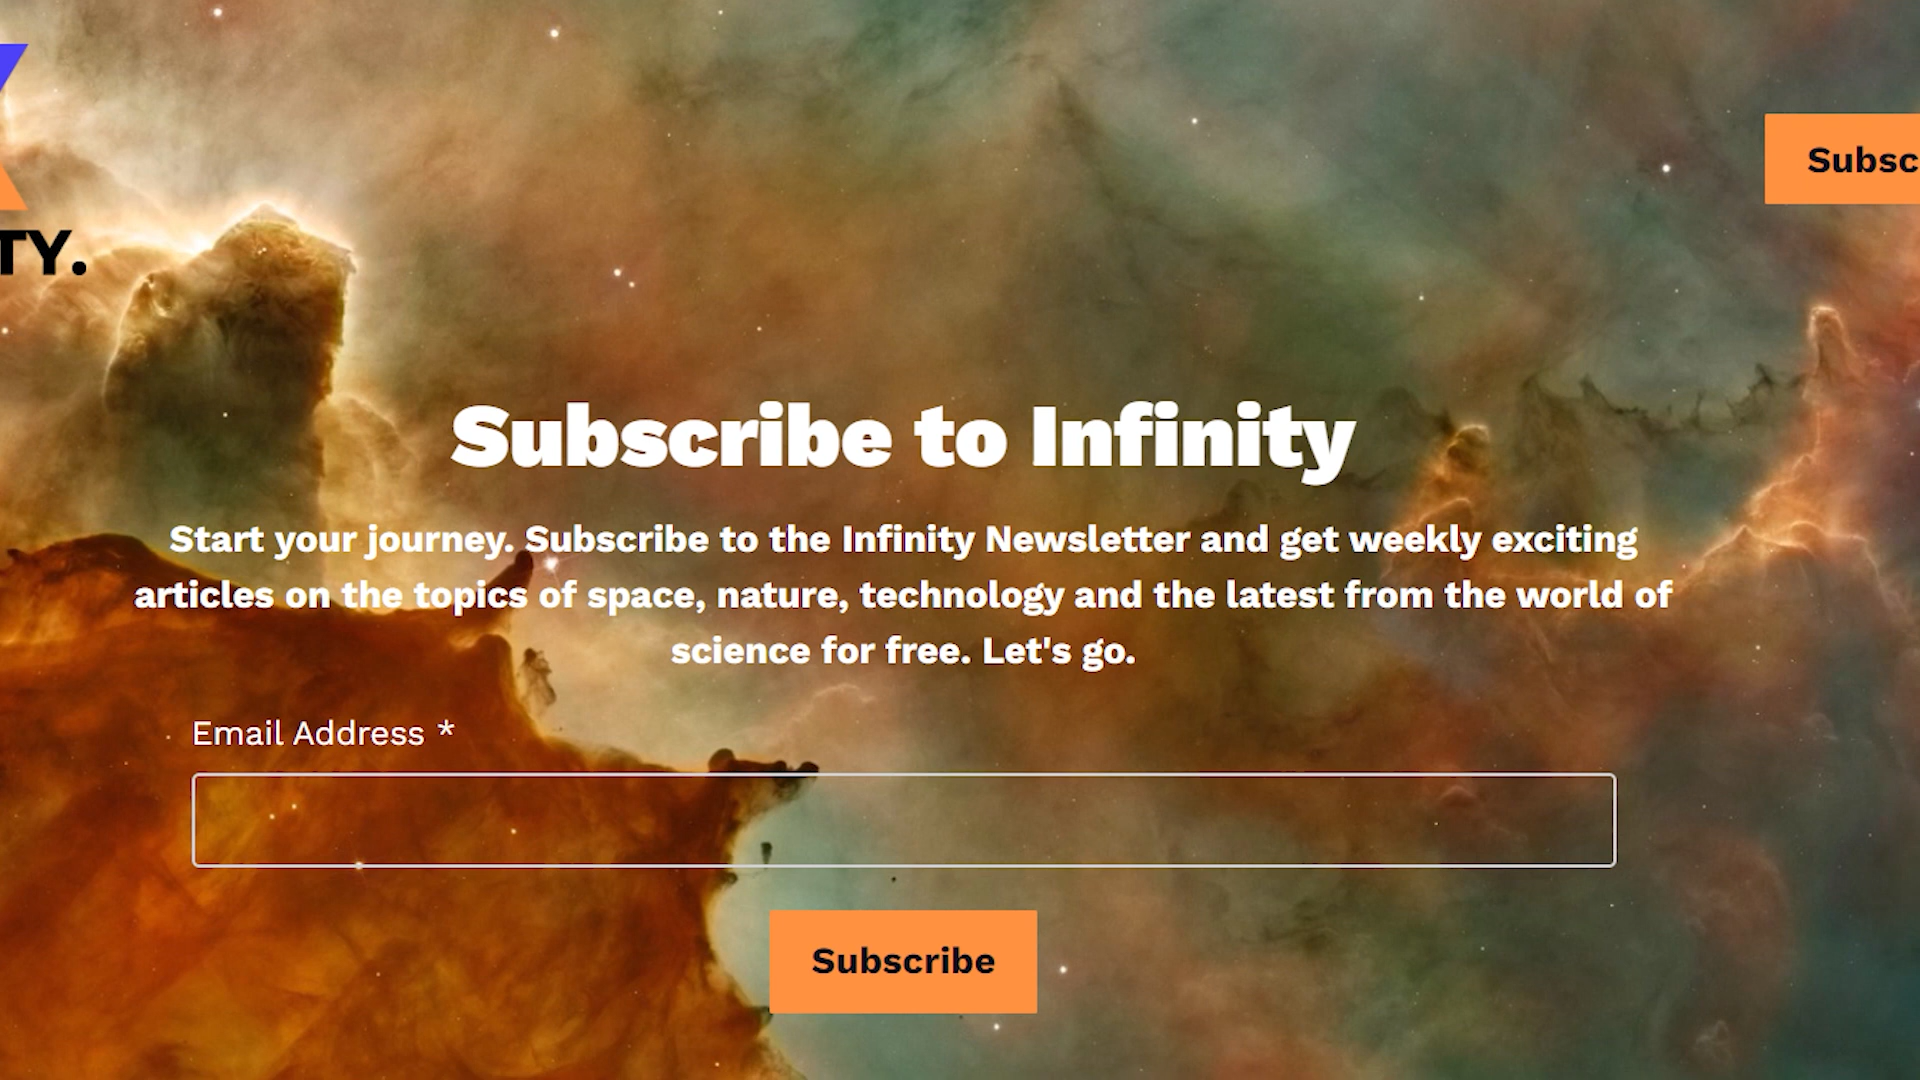 Subsc
TY.
Subscribe to Infinity
Start your journey. Subscribe to the Infinity Newsletter and get weekly exciting
articles on the topics of space, nature, technology and the latest from the world of
science for free. Let's go.
Email Address *
Subscribe